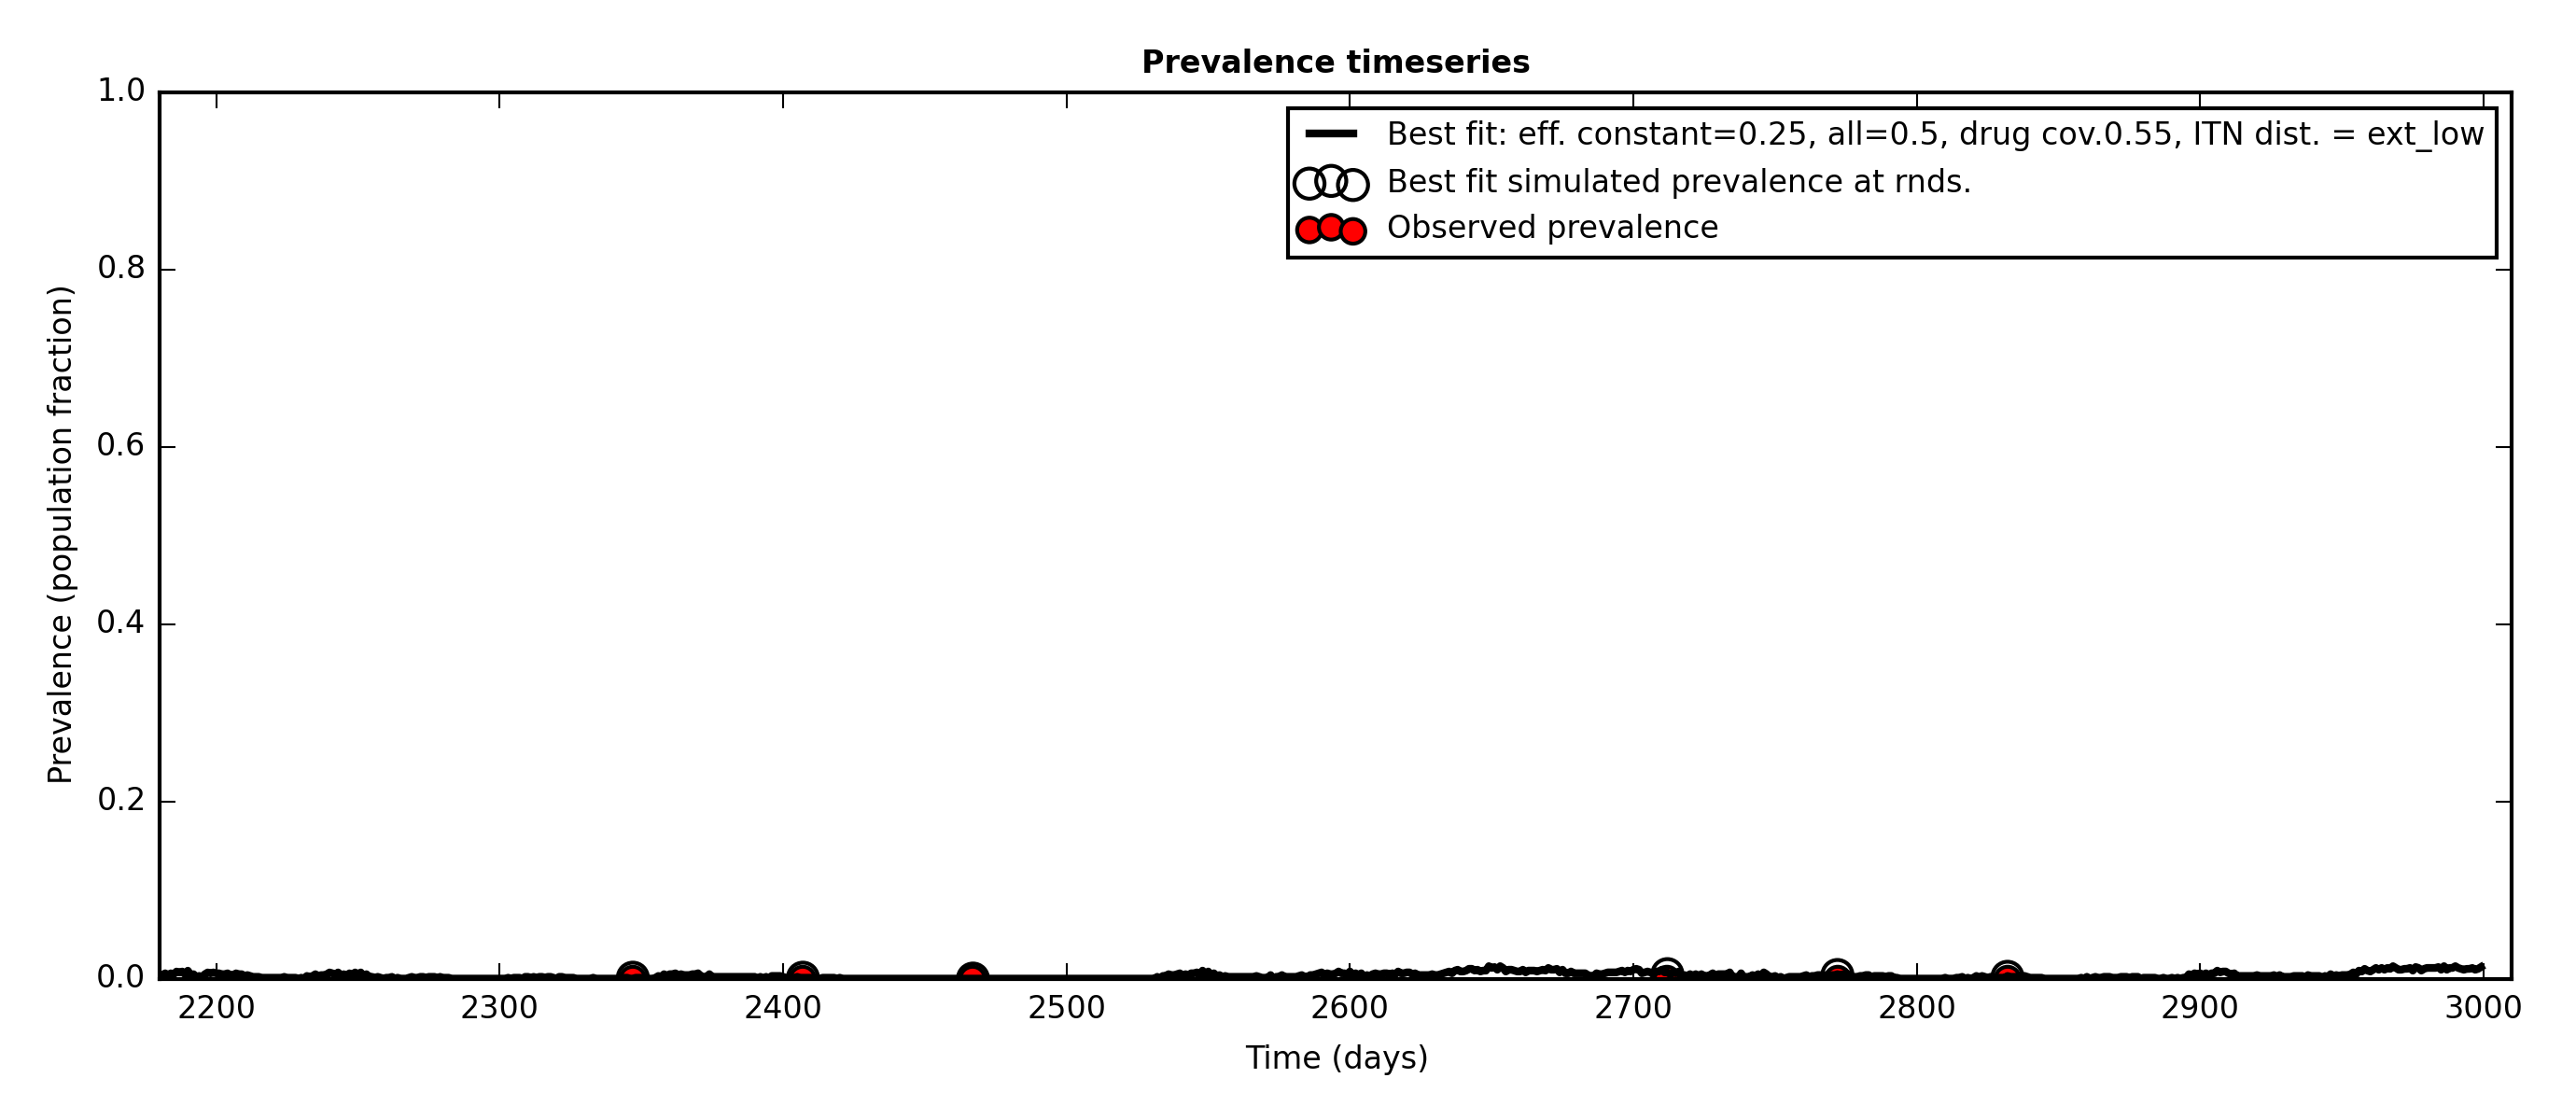 Prevalence timeseries
1.0
0.8
0.6
0.4
0.2
0.0
Prevalence (population fraction)
Best fit: eff. constant=0.25, all=0.5, drug cov.0.55, ITN dist. = ext_low
Best fit simulated prevalence at rnds.
Observed prevalence
2200 2300 2400 2500 2600 2700 2800 2900 3000
Time (days)